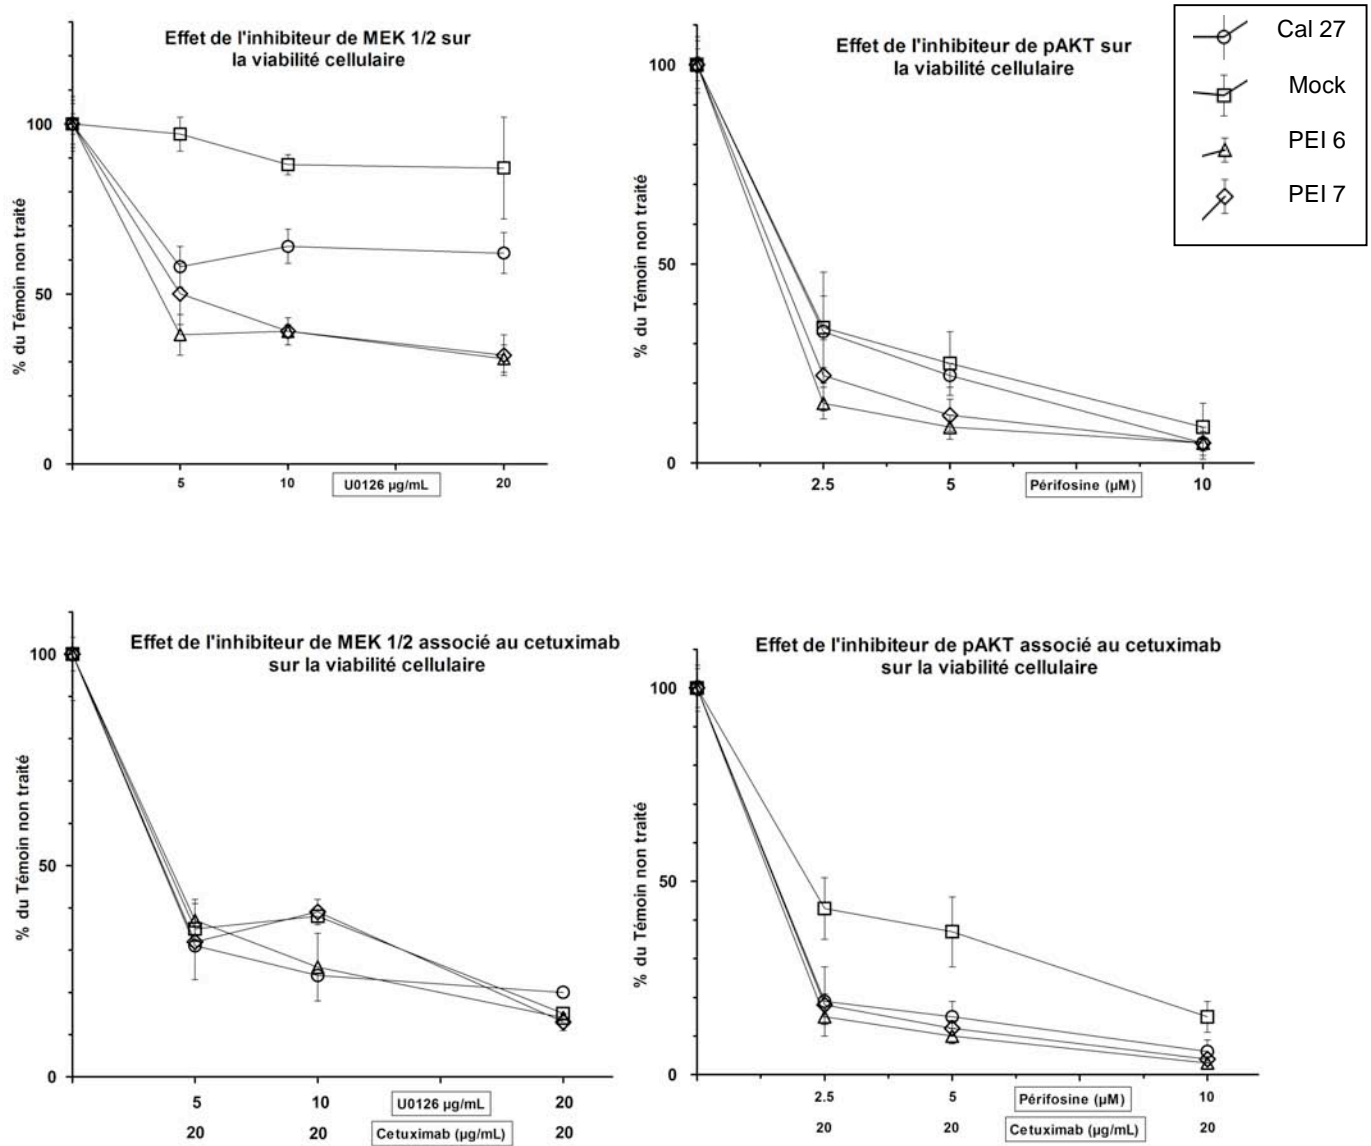 Effet de l'inhibiteur de MEK 1/2 sur
la viabilité cellulaire
% du Témoin non traité
100
50
0
5 10 U0126 µg/mL 20
Effet de l'inhibiteur de pAKT sur
la viabilité cellulaire
% du Témoin non traité
100
50
0
2.5 5 Périfosine (µM) 10
Cal 27
Mock
PEI 6
PEI 7
Effet de l'inhibiteur de MEK 1/2 associé au cetuximab
sur la viabilité cellulaire
% du Témoin non traité
100
50
0
5 10 U0126 µg/mL 20
20 20 Cetuximab (µg/mL) 20
Effet de l'inhibiteur de pAKT associé au cetuximab
sur la viabilité cellulaire
% du Témoin non traité
100
50
0
2.5 5 Périfosine (µM) 10
20 20 Cetuximab (µg/mL) 20